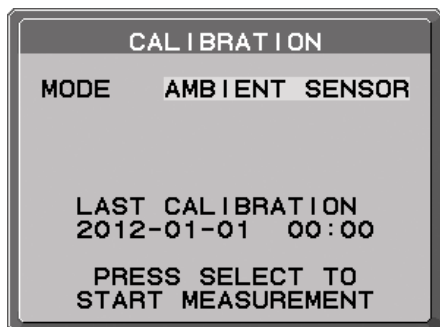 CALIBRATION
MODE AMBIENT SENSOR
LAST CALIBRATION
2012-01-01 00:00
PRESS SELECT TO
START MEASUREMENT